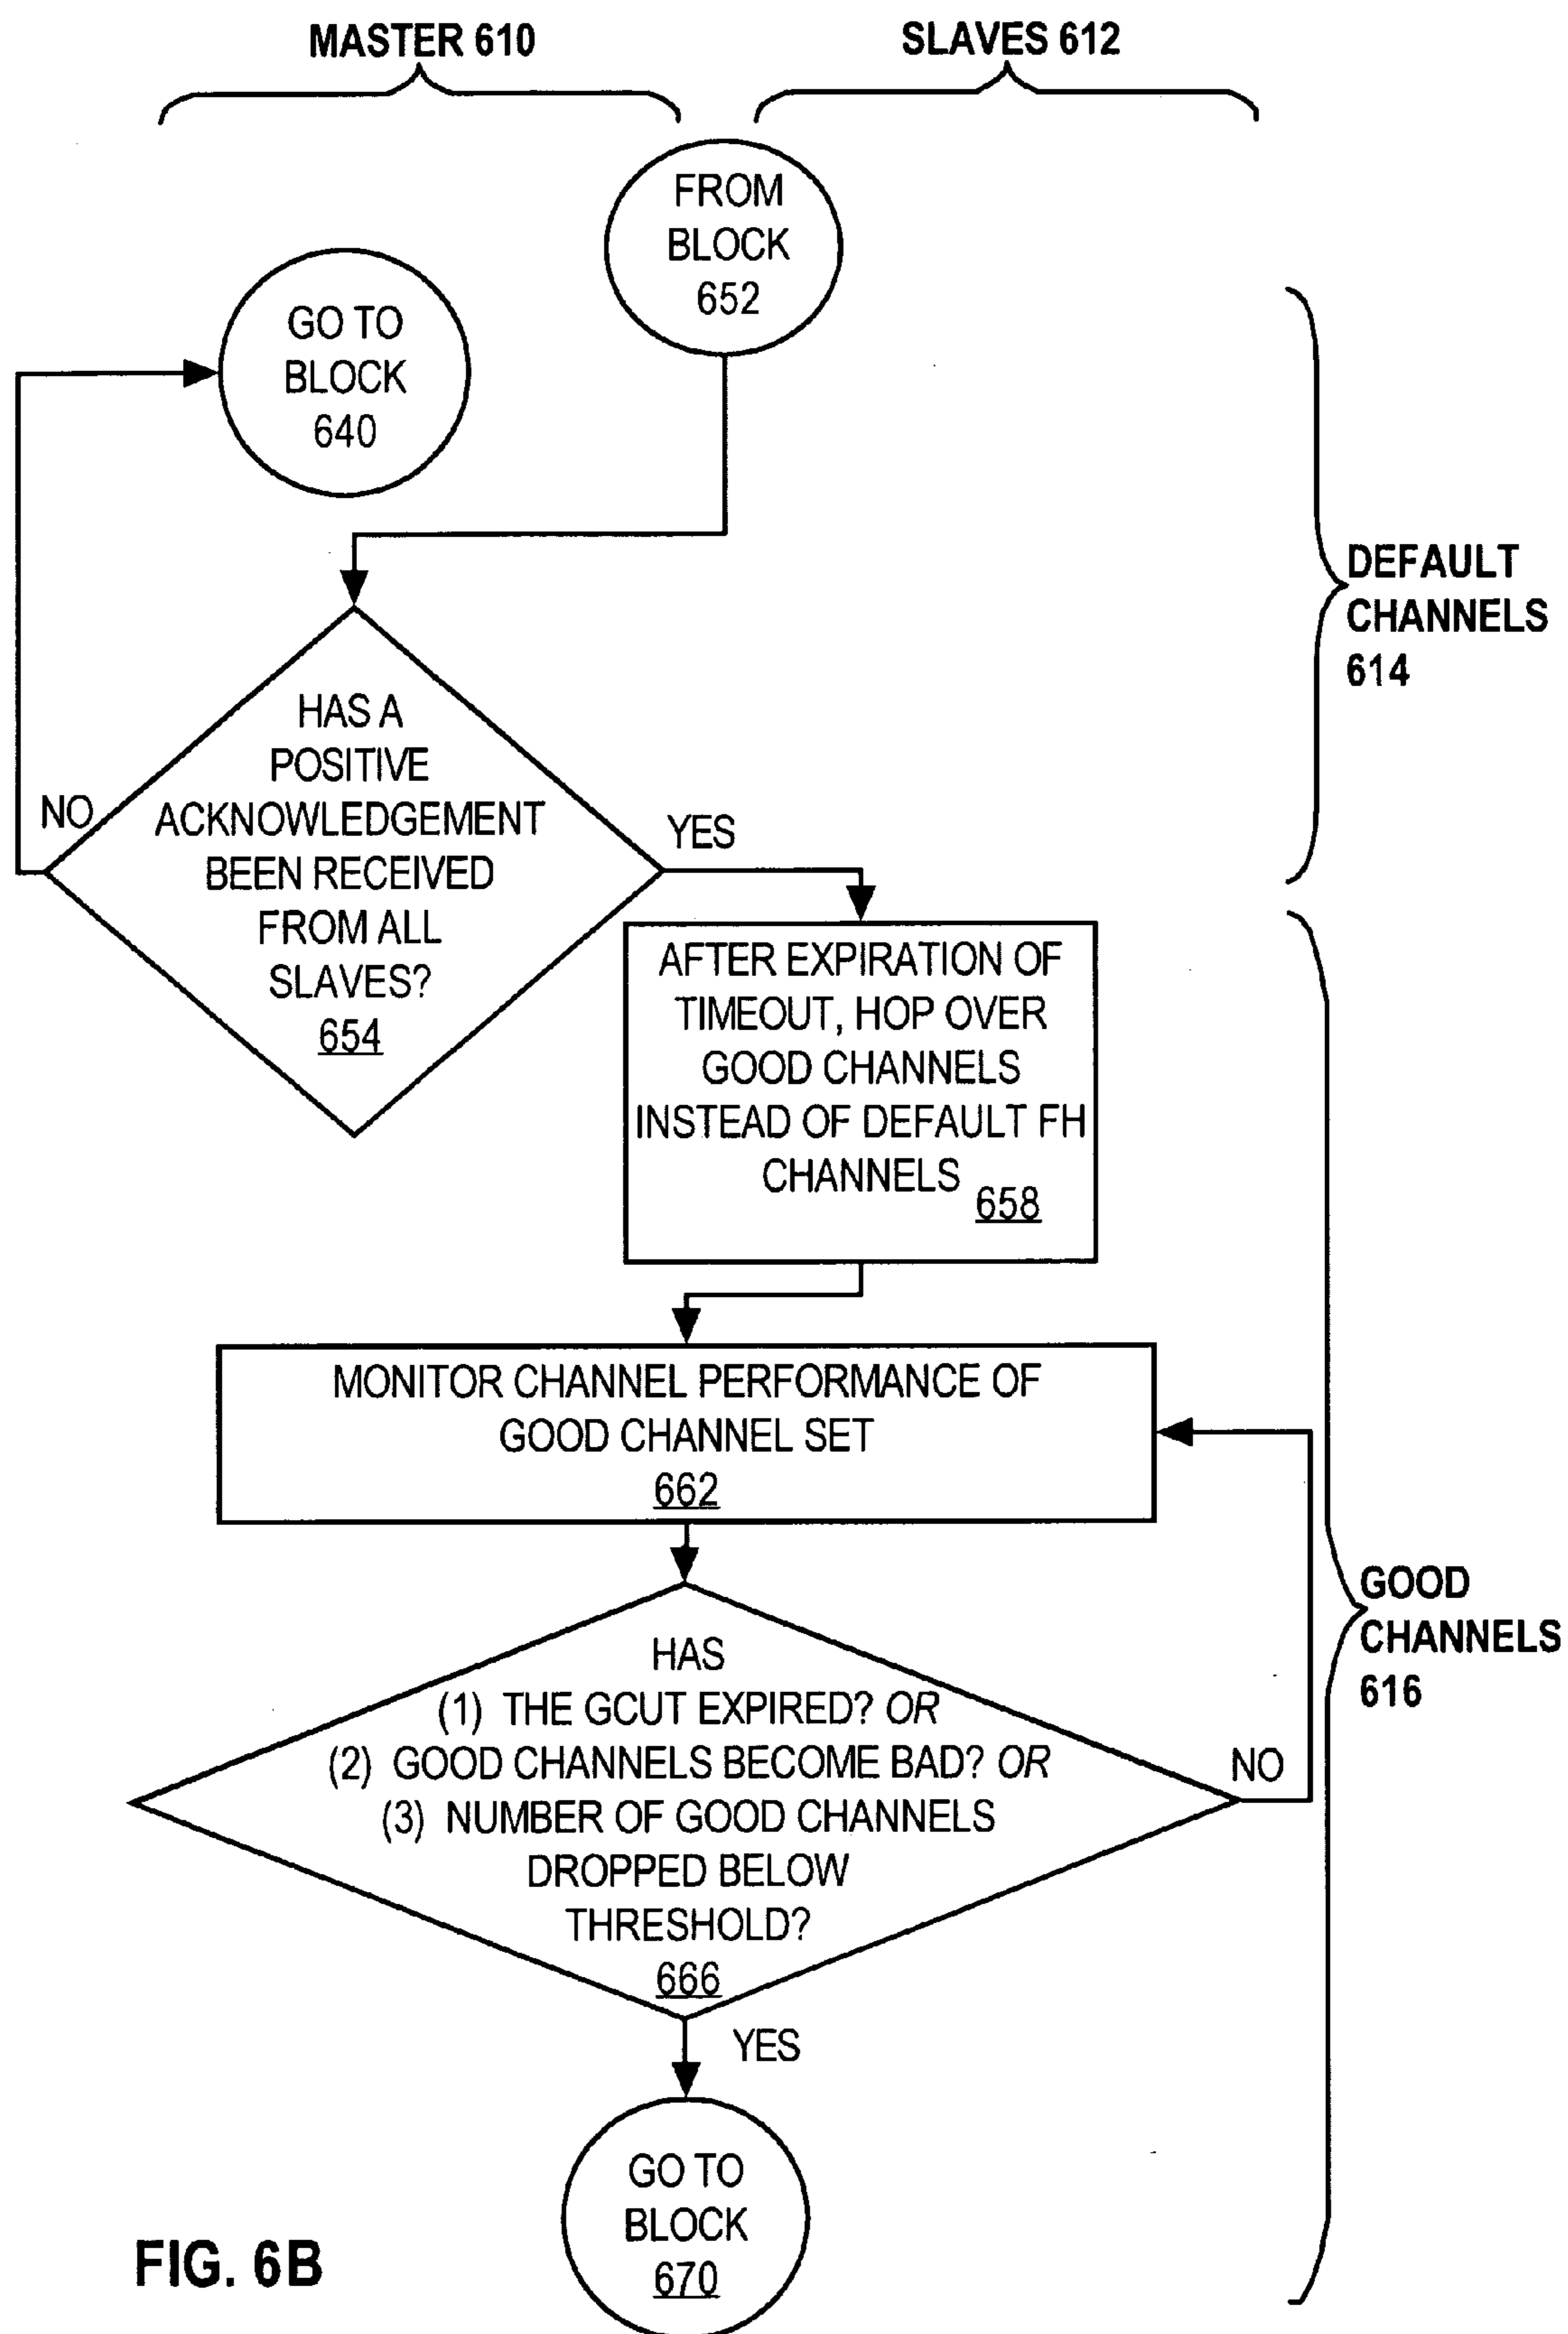 MASTER 610
SLAVES 612
FROM
BLOCK
652
GO TO
BLOCK
640
DEFAULT
CHANNELS
614
HAS A
POSITIVE
ACKNOWLEDGEMENT
BEEN RECEIVED
FROM ALL
SLAVES?
654
NO
YES
AFTER EXPIRATION OF
TIMEOUT, HOP OVER
GOOD CHANNELS
INSTEAD OF DEFAULT FH
CHANNELS
658
MONITOR CHANNEL PERFORMANCE OF
GOOD CHANNEL SET
662
GOOD
CHANNELS
616
HAS
(1) THE GCUT EXPIRED? OR
(2) GOOD CHANNELS BECOME BAD? OR
(3) NUMBER OF GOOD CHANNELS
DROPPED BELOW
THRESHOLD?
666
NO
YES
GO TO
BLOCK
670
FIG. 6B